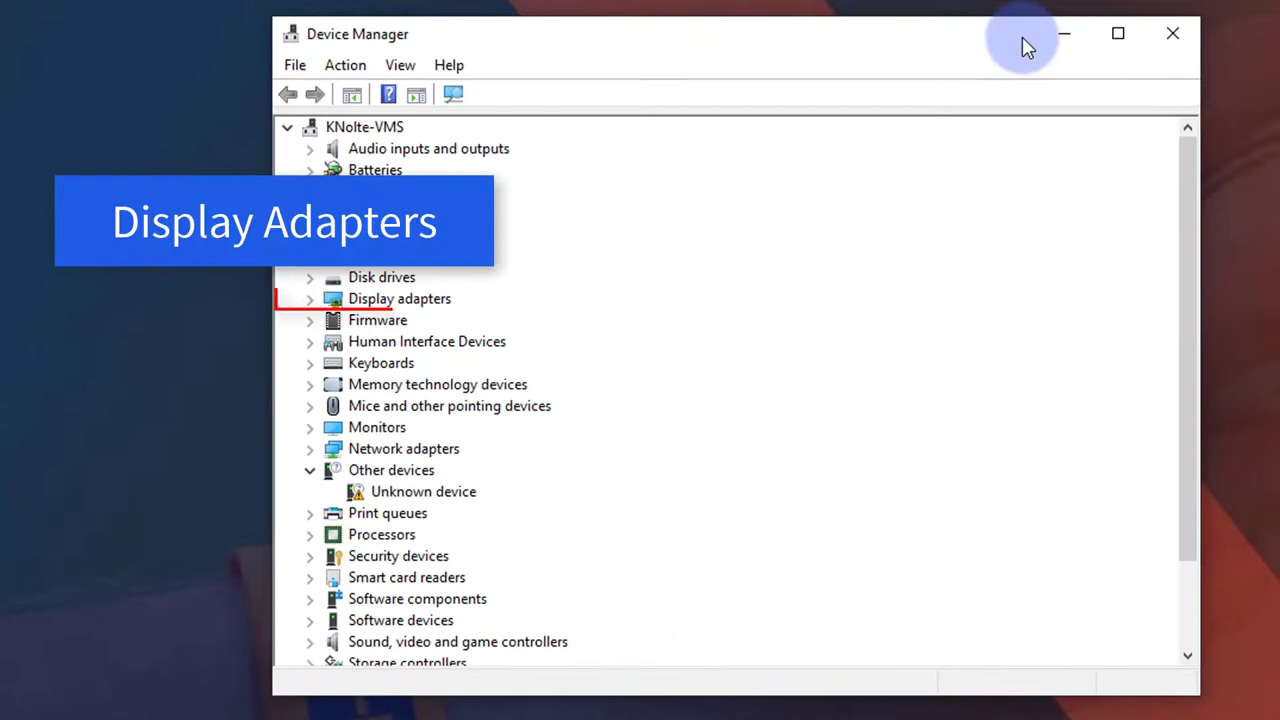 Device Manager
File Action View Help
KNolte-VMS
Audio inputs and outputs
Batteries
Display Adapters
Disk drives
Display adapters
Firmware
Human Interface Devices
Keyboards
Memory technology devices
Mice and other pointing devices
Monitors
Network adapters
Other devices
Unknown device
Print queues
Processors
Security devices
Smart card readers
Software components
Software devices
Sound, video and game controllers
Storage controllers